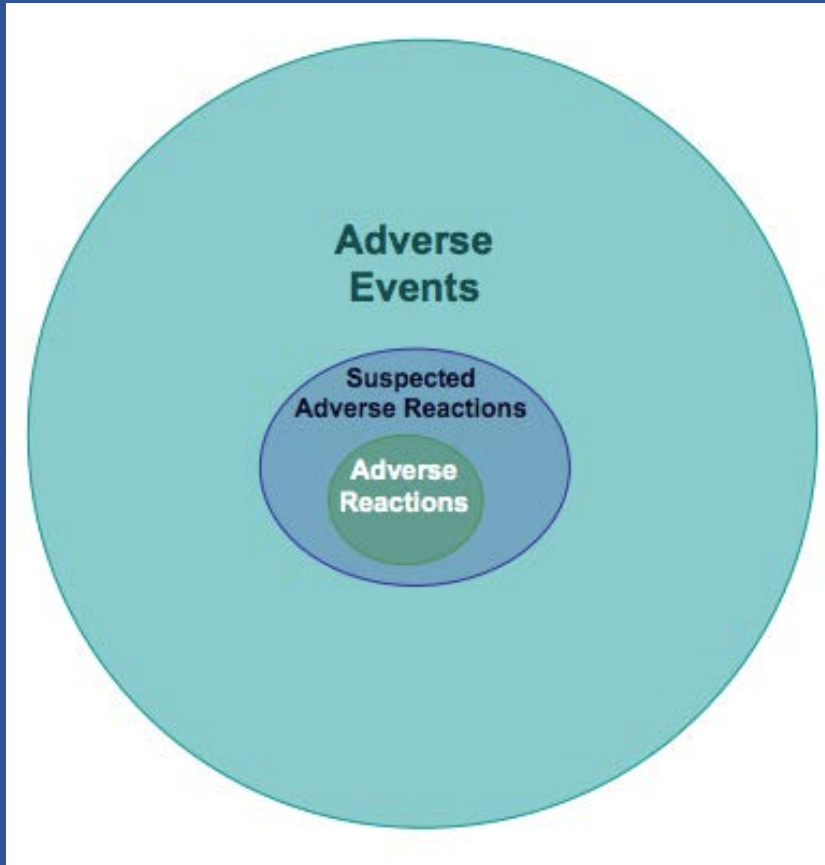 Adverse
Events
Suspected
Adverse Reactions
Adverse
Reactions